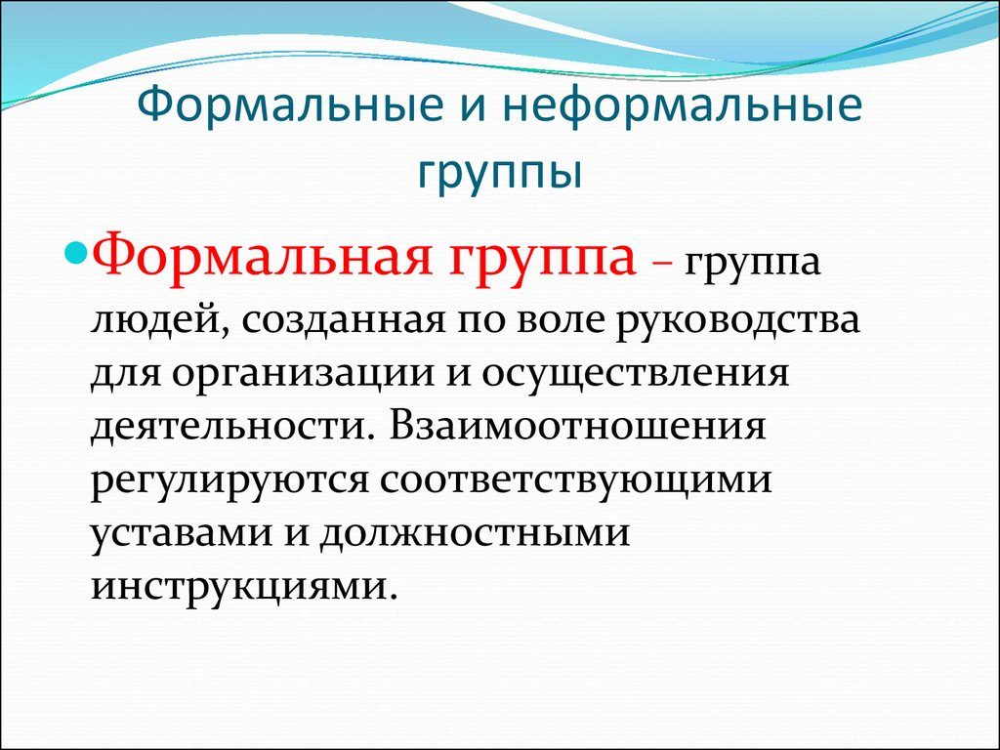 Формальные и неформальные
группы
•Формальная группа – группа
людей, созданная по воле руководства
для организации и осуществления
деятельности. Взаимоотношения
регулируются соответствующими
уставами и должностными
инструкциями.